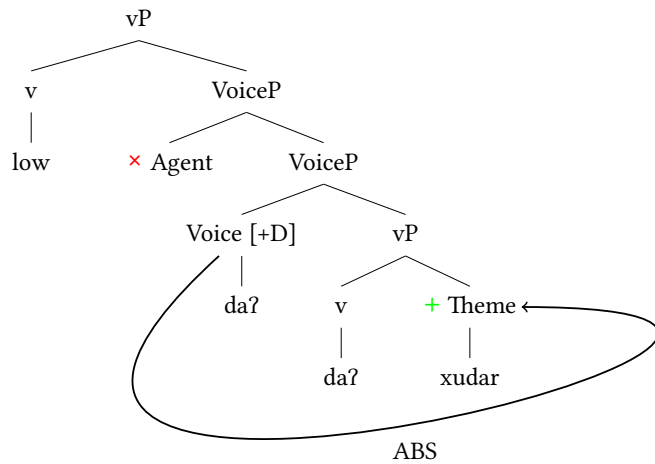 vP
v VoiceP
low × Agent VoiceP
Voice [+D] vP
daʔ v + Theme
daʔ xudar
ABS